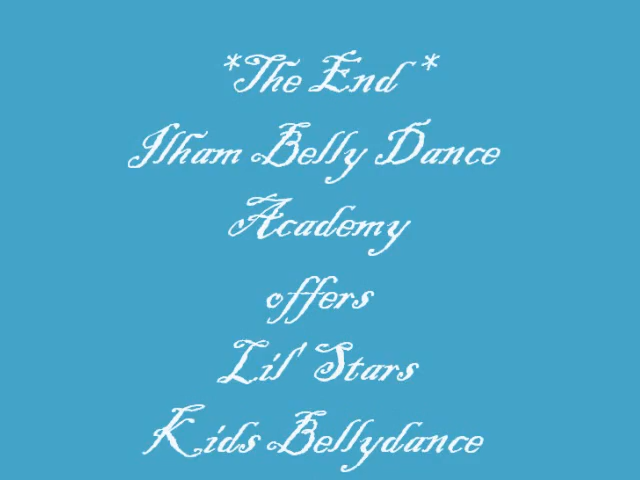 *The End *
Ilham Belly Dance
Academy
offers
Lil' Stars
Kids Bellydance